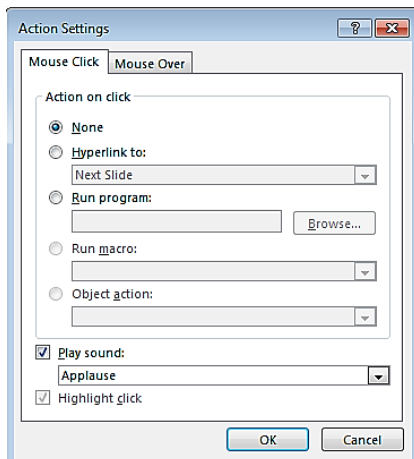 Action Settings
Mouse Click Mouse Over
Action on click
None
Hyperlink to:
Next Slide
Run program:
Browse...
Run macro:
Object action:
Play sound:
Applause
Highlight click
OK Cancel